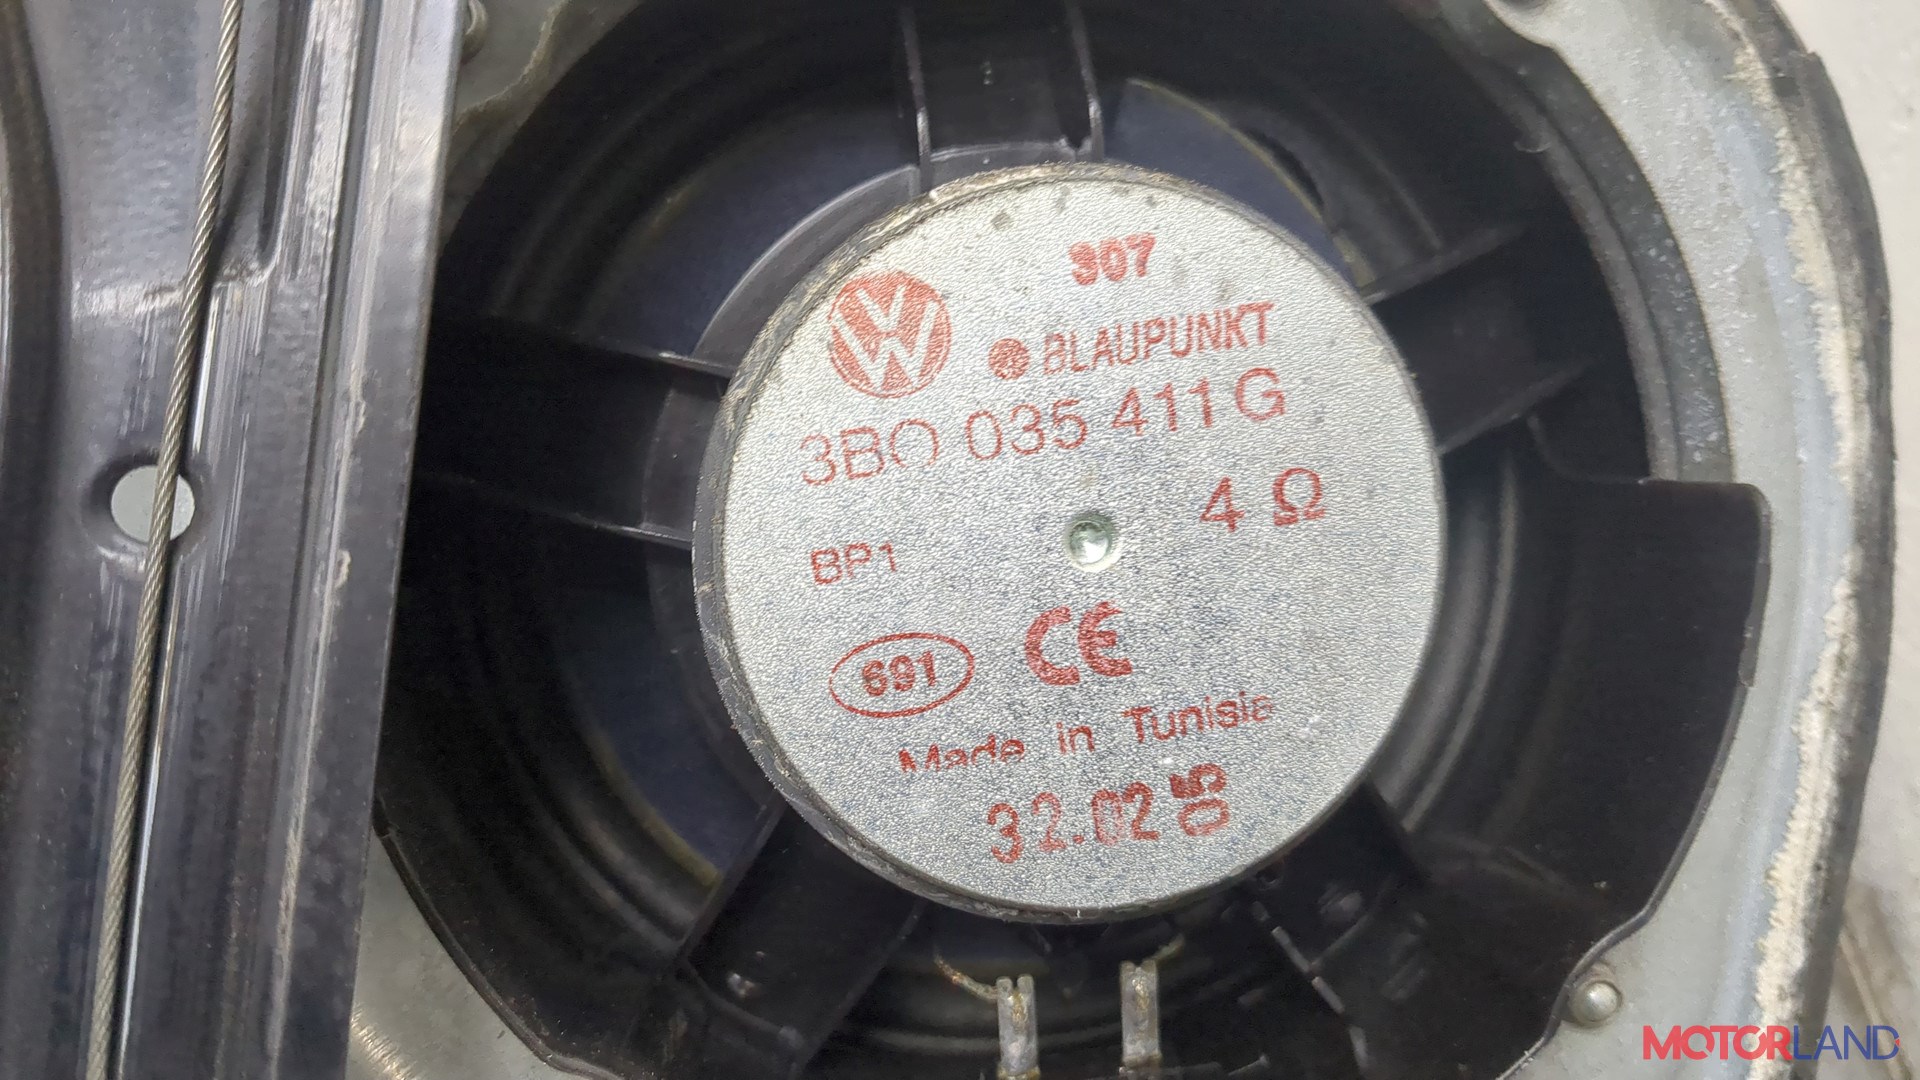 307
BLAUPUNKT
3B0 035 411 G
4 Ω
BP1
691
CE
Made in Tunisia
32.02 05
MOTORLAND